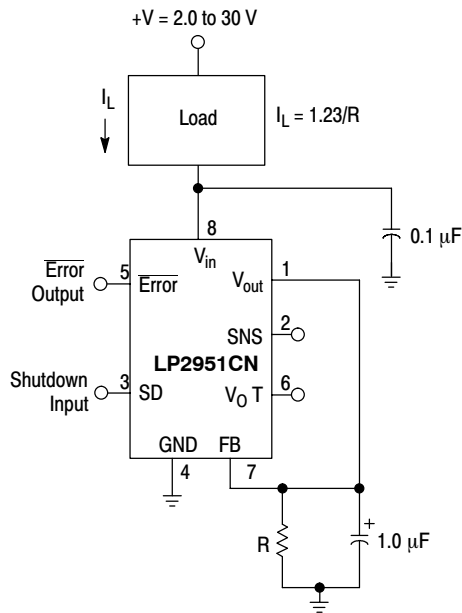 +V = 2.0 to 30 V
I_L
Load
I_L = 1.23/R
8
0.1 μF
V_in
Error
Output
5
Error
V_out
1
SNS
2
LP2951CN
Shutdown
Input
3
SD
V_O T
6
GND
FB
4
7
R
+
1.0 μF